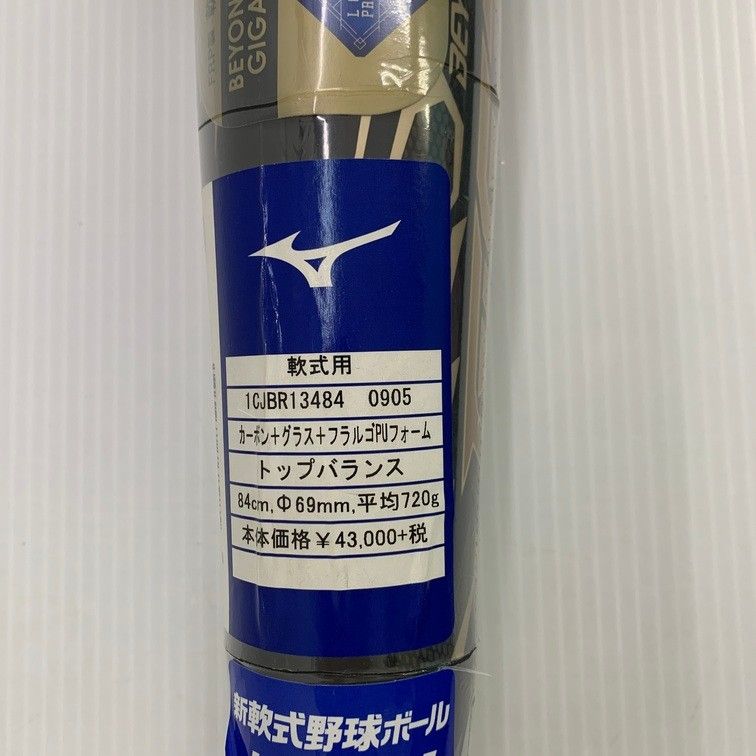 BEYON
GIGA
BEY
軟式用
1CJBR13484 0905
カーボン+グラス+フラルゴPUフォーム
トップバランス
84cm,Φ69mm,平均720g
本体価格¥43,000+税
新軟式野球ボール